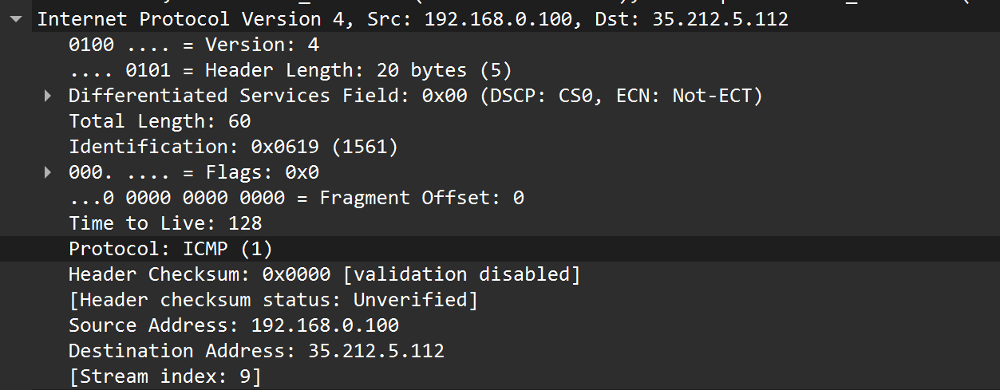 Internet Protocol Version 4, Src: 192.168.0.100, Dst: 35.212.5.112
0100 .... = Version: 4
.... 0101 = Header Length: 20 bytes (5)
Differentiated Services Field: 0x00 (DSCP: CS0, ECN: Not-ECT)
Total Length: 60
Identification: 0x0619 (1561)
000. .... = Flags: 0x0
...0 0000 0000 0000 = Fragment Offset: 0
Time to Live: 128
Protocol: ICMP (1)
Header Checksum: 0x0000 [validation disabled]
[Header checksum status: Unverified]
Source Address: 192.168.0.100
Destination Address: 35.212.5.112
[Stream index: 9]